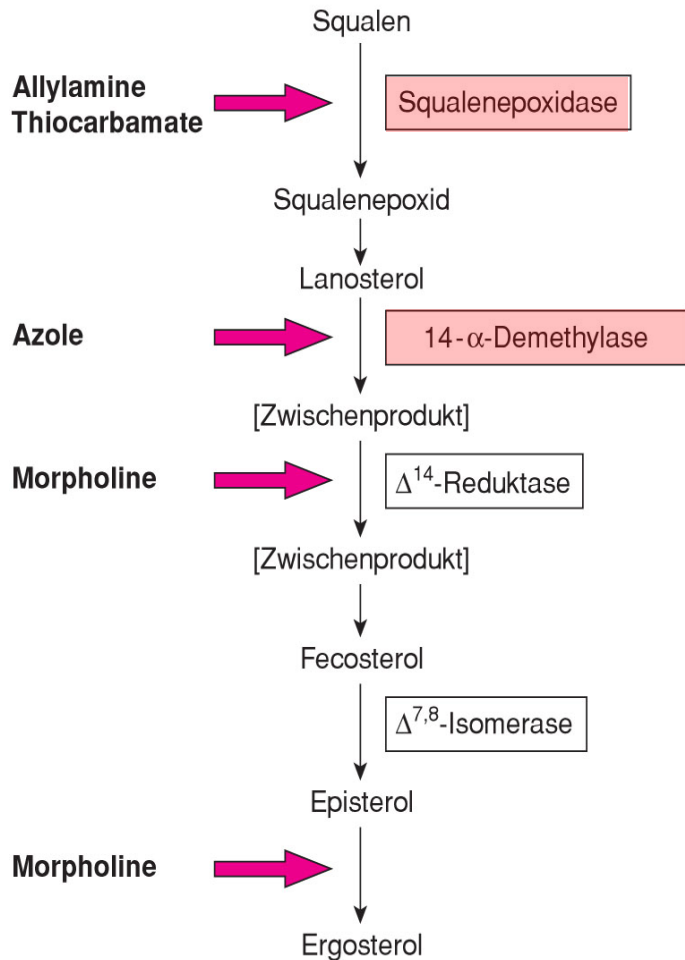 Squalen
Allylamine
Thiocarbamate
Squalenepoxidase
Squalenepoxid
Lanosterol
Azole
14-α-Demethylase
[Zwischenprodukt]
Morpholine
Δ¹⁴-Reduktase
[Zwischenprodukt]
Fecosterol
Δ⁷,⁸-Isomerase
Episterol
Morpholine
Ergosterol